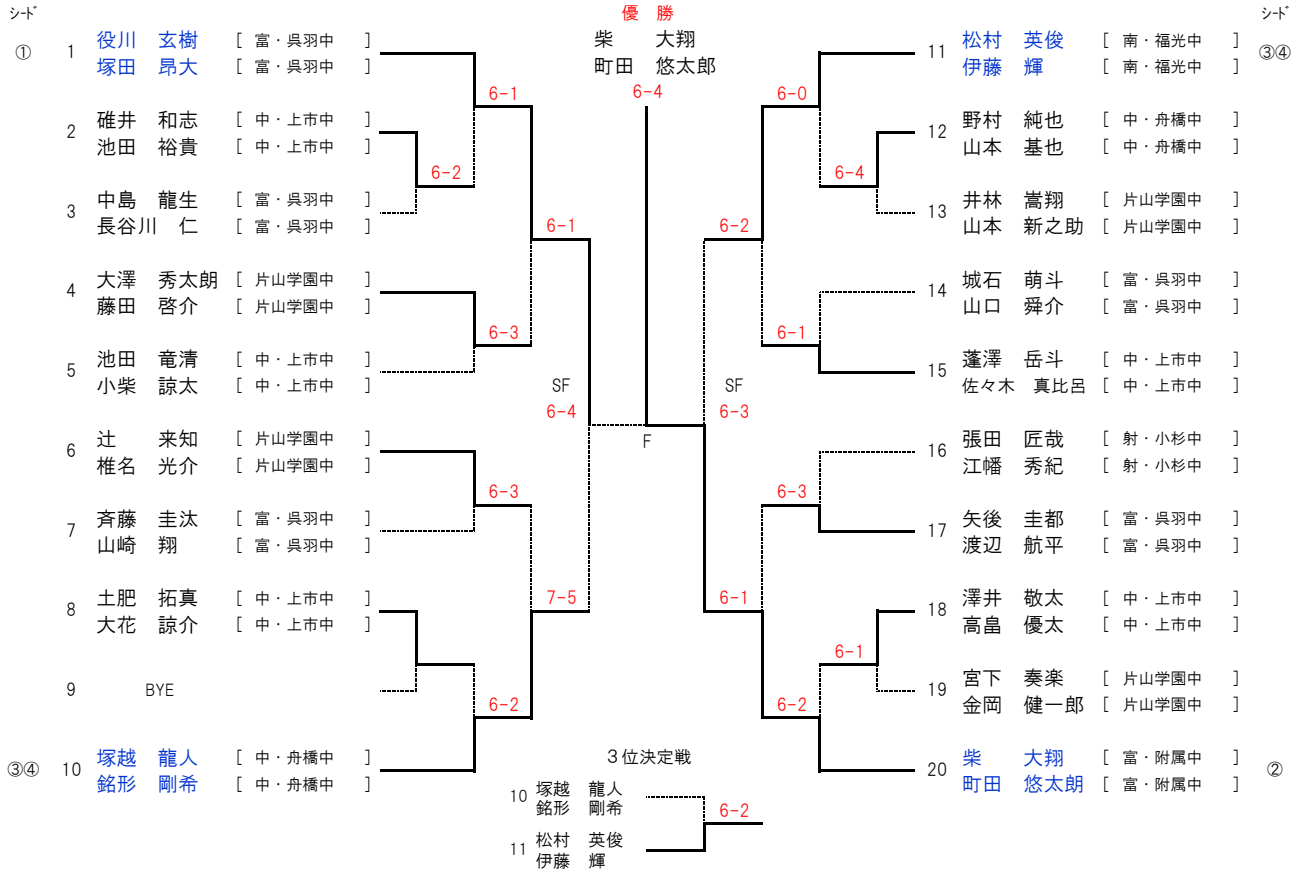 シード
優 勝
柴 大翔
町田 悠太郎
6-4
シード
① 1 役川 玄樹 [ 富・呉羽中 ]
塚田 昂大 [ 富・呉羽中 ]
6-1
2 碓井 和志 [ 中・上市中 ]
池田 裕貴 [ 中・上市中 ]
6-2
3 中島 龍生 [ 富・呉羽中 ]
長谷川 仁 [ 富・呉羽中 ]
6-1
4 大澤 秀太朗 [ 片山学園中 ]
藤田 啓介 [ 片山学園中 ]
6-3
5 池田 竜清 [ 中・上市中 ]
小柴 諒太 [ 中・上市中 ]
SF
6-4
6 辻 来知 [ 片山学園中 ]
椎名 光介 [ 片山学園中 ]
6-3
7 斉藤 圭汰 [ 富・呉羽中 ]
山崎 翔 [ 富・呉羽中 ]
7-5
8 土肥 拓真 [ 中・上市中 ]
大花 諒介 [ 中・上市中 ]
9 BYE
6-2
③④ 10 塚越 龍人 [ 中・舟橋中 ]
銘形 剛希 [ 中・舟橋中 ]
F
11 松村 英俊 [ 南・福光中 ] ③④
伊藤 輝 [ 南・福光中 ]
6-0
12 野村 純也 [ 中・舟橋中 ]
山本 基也 [ 中・舟橋中 ]
6-4
13 井林 嵩翔 [ 片山学園中 ]
山本 新之助 [ 片山学園中 ]
6-2
14 城石 萌斗 [ 富・呉羽中 ]
山口 舜介 [ 富・呉羽中 ]
6-1
15 蓬澤 岳斗 [ 中・上市中 ]
佐々木 真比呂 [ 中・上市中 ]
SF
6-3
16 張田 匠哉 [ 射・小杉中 ]
江幡 秀紀 [ 射・小杉中 ]
6-3
17 矢後 圭都 [ 富・呉羽中 ]
渡辺 航平 [ 富・呉羽中 ]
6-1
18 澤井 敬太 [ 中・上市中 ]
高畠 優太 [ 中・上市中 ]
6-1
19 宮下 奏楽 [ 片山学園中 ]
金岡 健一郎 [ 片山学園中 ]
6-2
20 柴 大翔 [ 富・附属中 ] ②
町田 悠太朗 [ 富・附属中 ]
3位決定戦
10 塚越 龍人
銘形 剛希
6-2
11 松村 英俊
伊藤 輝